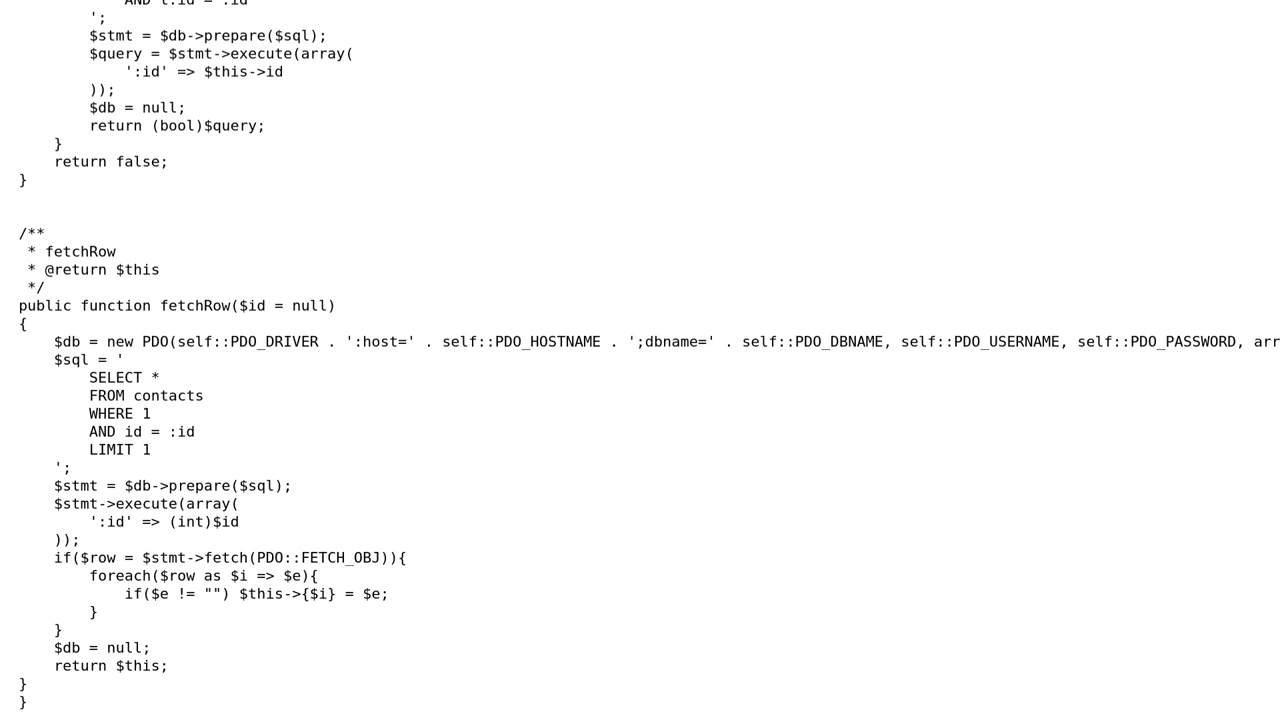 AND t.id = :id
';
$stmt = $db->prepare($sql);
$query = $stmt->execute(array(
':id' => $this->id
));
$db = null;
return (bool)$query;
}
return false;
}
/**
* fetchRow
* @return $this
*/
public function fetchRow($id = null)
{
$db = new PDO(self::PDO_DRIVER . ':host=' . self::PDO_HOSTNAME . ';dbname=' . self::PDO_DBNAME, self::PDO_USERNAME, self::PDO_PASSWORD, arr
$sql = '
SELECT *
FROM contacts
WHERE 1
AND id = :id
LIMIT 1
';
$stmt = $db->prepare($sql);
$stmt->execute(array(
':id' => (int)$id
));
if($row = $stmt->fetch(PDO::FETCH_OBJ)){
foreach($row as $i => $e){
if($e != "") $this->{$i} = $e;
}
}
$db = null;
return $this;
}
}